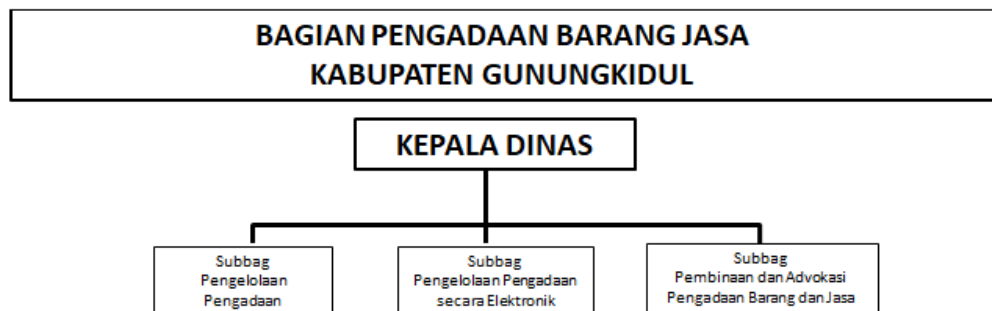 BAGIAN PENGADAAN BARANG JASA
KABUPATEN GUNUNGKIDUL
KEPALA DINAS
Subbag
Pengelolaan
Pengadaan
Subbag
Pengelolaan Pengadaan
secara Elektronik
Subbag
Pembinaan dan Advokasi
Pengadaan Barang dan Jasa